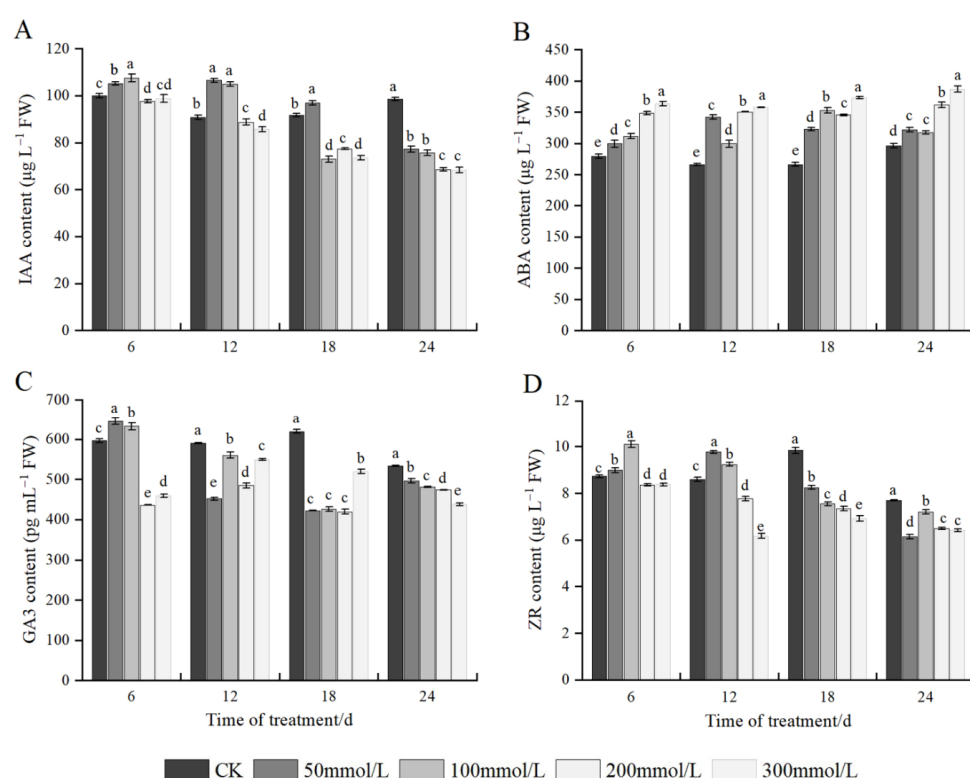 A
IAA content (µg L⁻¹ FW)
120
100
80
60
40
20
0
c b a d cd
b a a c d
b a d c d
a b b c c
6 12 18 24
B
ABA content (µg L⁻¹ FW)
450
400
350
300
250
200
150
100
50
0
e d c b a
e c d b a
e d b c a
d c c b a
6 12 18 24
C
GA3 content (pg mL⁻¹ FW)
700
600
500
400
300
200
100
0
c a b e d
a e b d c
a c c c b
a b c d e
6 12 18 24
Time of treatment/d
D
ZR content (µg L⁻¹ FW)
12
10
8
6
4
2
0
c b a d d
c a b d e
a b c d e
a d b c c
6 12 18 24
Time of treatment/d
CK 50mmol/L 100mmol/L 200mmol/L 300mmol/L